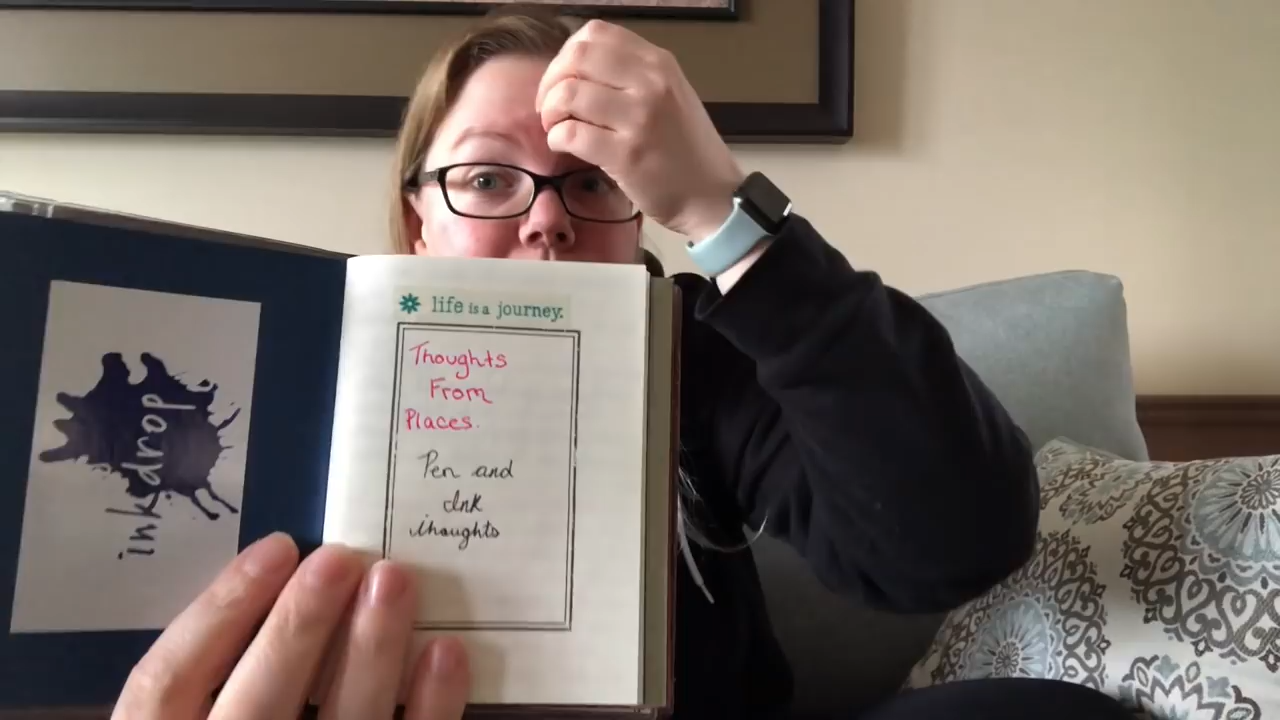 inkdrop
life is a journey.
Thoughts
From
Places.
Pen and
Ink
Thoughts